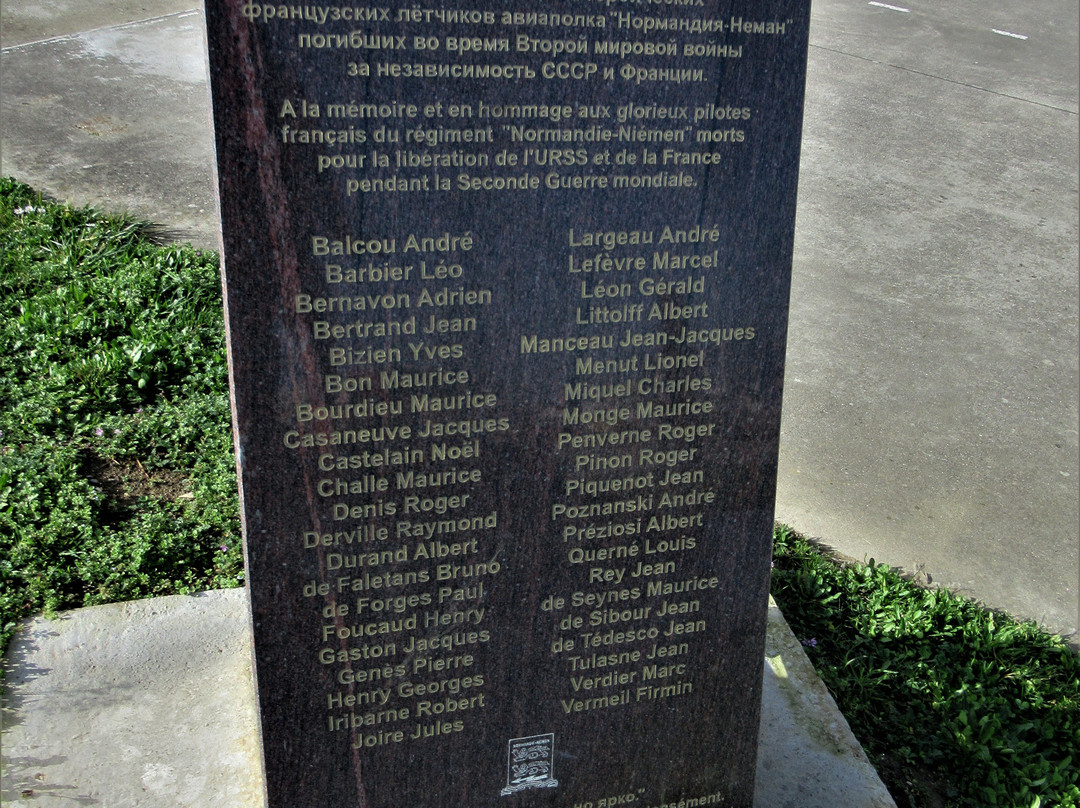 французских лётчиков авиаполка "Нормандия-Неман"
погибших во время Второй мировой войны
за независимость СССР и Франции.
A la mémoire et en hommage aux glorieux pilotes
français du régiment "Normandie-Niémen" morts
pour la libération de l'URSS et de la France
pendant la Seconde Guerre mondiale.
Balcou André
Barbier Léo
Bernavon Adrien
Bertrand Jean
Bizien Yves
Bon Maurice
Bourdieu Maurice
Casaneuve Jacques
Castelain Noël
Challe Maurice
Denis Roger
Derville Raymond
Durand Albert
de Faletans Bruno
de Forges Paul
Foucaud Henry
Gaston Jacques
Genès Pierre
Henry Georges
Iribarne Robert
Joire Jules
Largeau André
Lefèvre Marcel
Léon Gérald
Littolff Albert
Manceau Jean-Jacques
Menut Lionel
Miquel Charles
Monge Maurice
Penverne Roger
Pinon Roger
Piquenot Jean
Poznanski André
Préziosi Albert
Querné Louis
Rey Jean
de Seynes Maurice
de Sibour Jean
de Tédesco Jean
Tulasne Jean
Verdier Marc
Vermeil Firmin
но ярко."